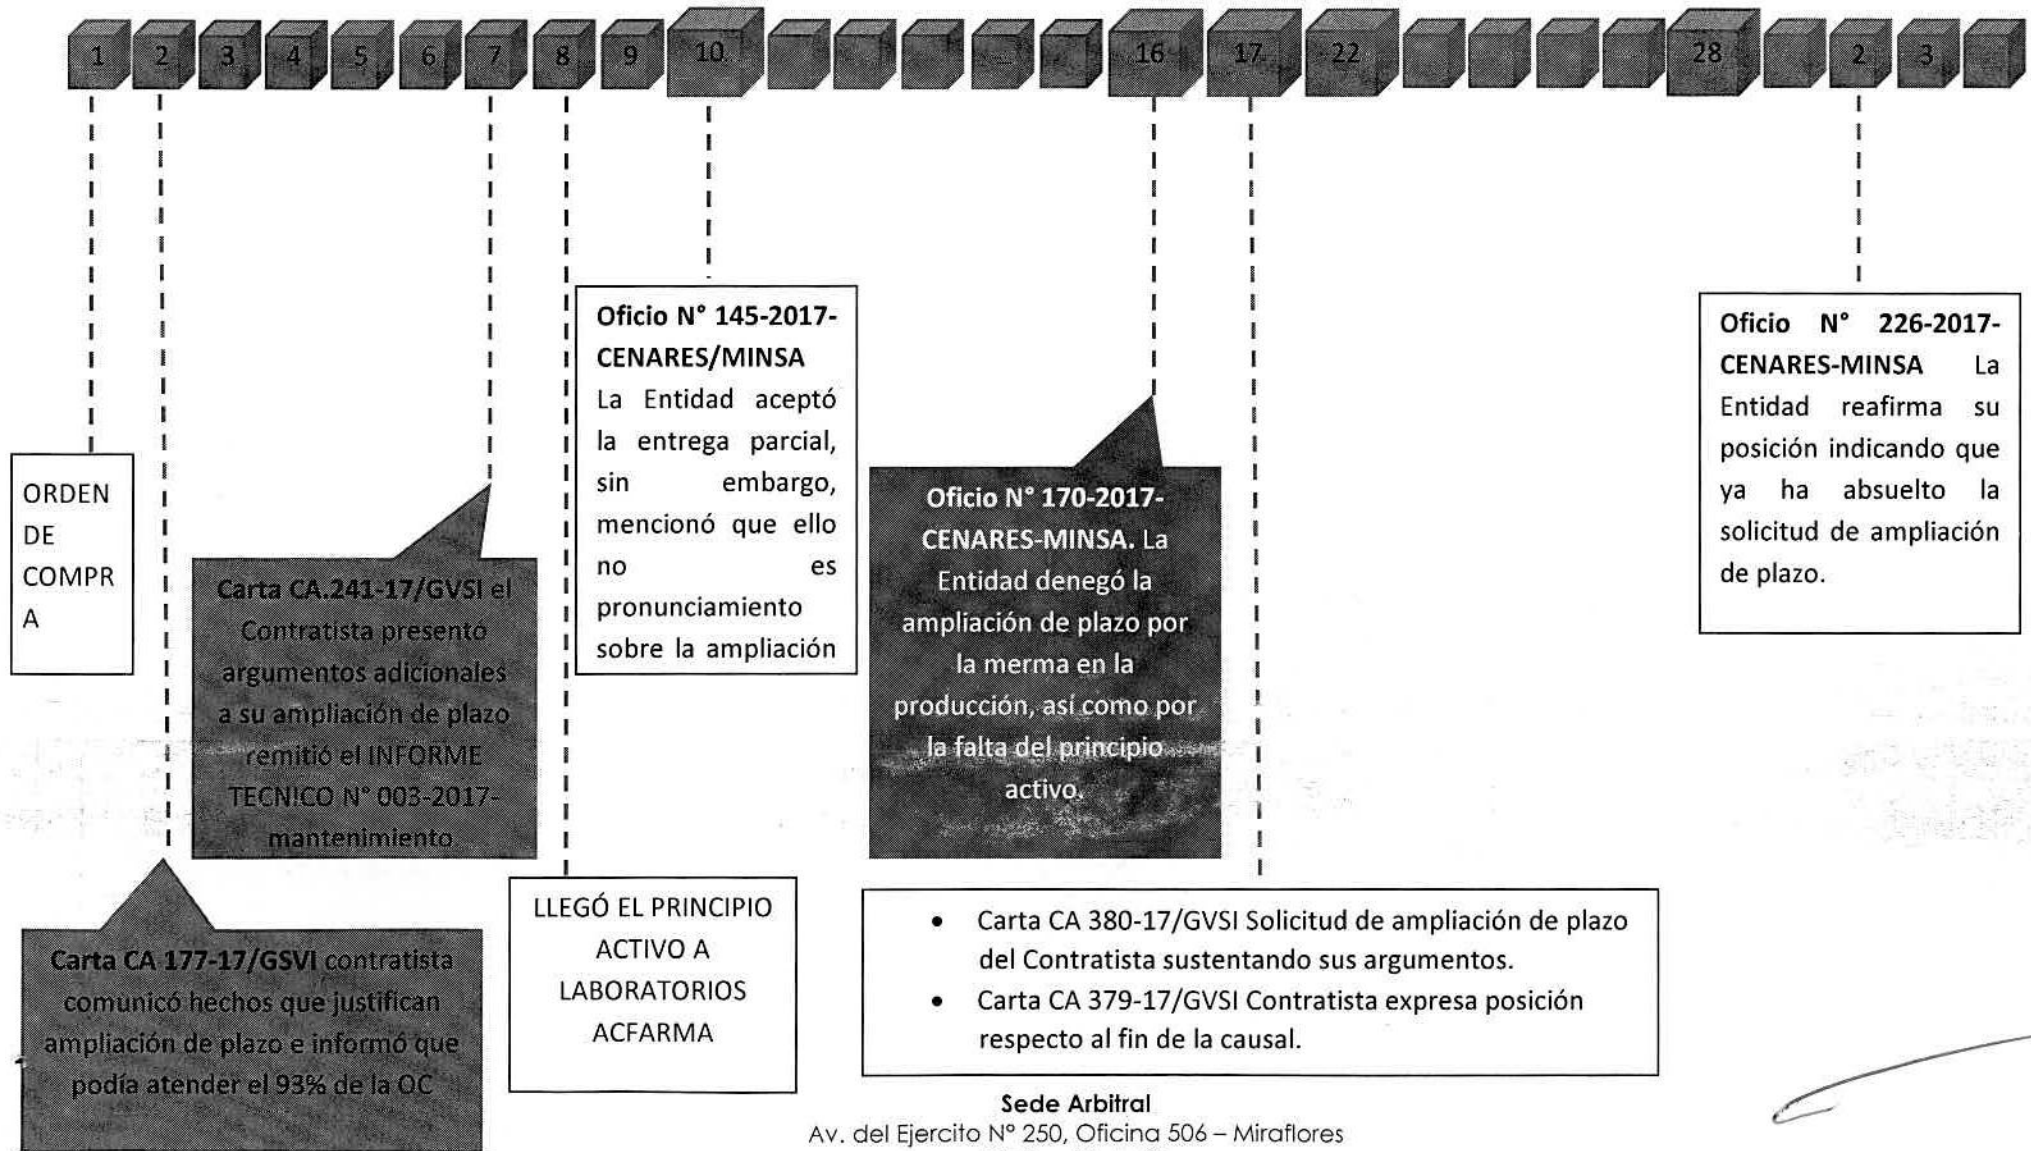 1 2 3 4 5 6 7 8 9 10 16 17 22 28 2 3
ORDEN
DE
COMPR
A
Carta CA 177-17/GSVI contratista
comunicó hechos que justifican
ampliación de plazo e informó que
podía atender el 93% de la OC
Carta CA.241-17/GVSI el
Contratista presentó
argumentos adicionales
a su ampliación de plazo
remitió el INFORME
TECNICO N° 003-2017-
mantenimiento
LLEGÓ EL PRINCIPIO
ACTIVO A
LABORATORIOS
ACFARMA
Oficio N° 145-2017-
CENARES/MINSA
La Entidad aceptó
la entrega parcial,
sin embargo,
mencionó que ello
no es
pronunciamiento
sobre la ampliación
Oficio N° 170-2017-
CENARES-MINSA. La
Entidad denegó la
ampliación de plazo por
la merma en la
producción, así como por
la falta del principio
activo.
• Carta CA 380-17/GVSI Solicitud de ampliación de plazo
del Contratista sustentando sus argumentos.
• Carta CA 379-17/GVSI Contratista expresa posición
respecto al fin de la causal.
Oficio N° 226-2017-
CENARES-MINSA La
Entidad reafirma su
posición indicando que
ya ha absuelto la
solicitud de ampliación
de plazo.
Sede Arbitral
Av. del Ejercito N° 250, Oficina 506 – Miraflores